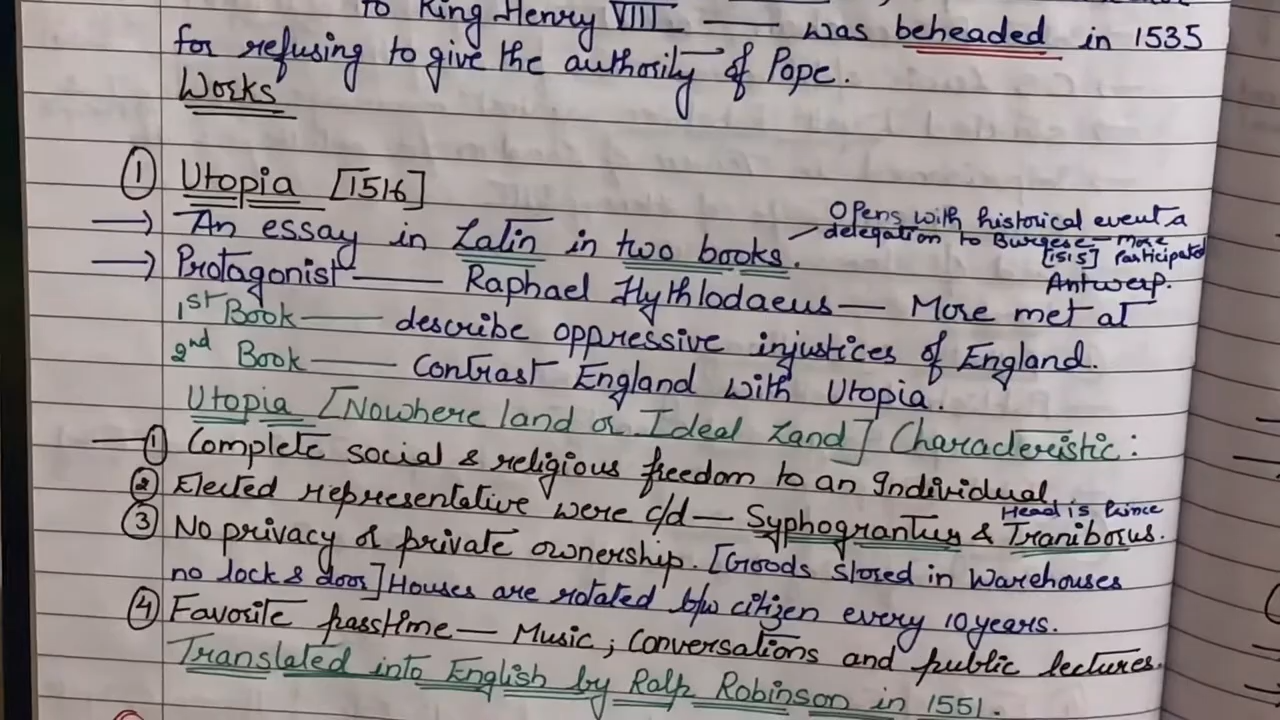 to King Henry VIII — was beheaded in 1535
for refusing to give the authority of Pope.
Works
① Utopia [1516]
→ An essay in Latin in two books.
Opens with historical event a
delegation to Burgese – More
[1515] Participated
Antwerp.
→ Protagonist — Raphael Hythlodaeus — More met at
1st Book — describe oppressive injustices of England.
2nd Book — Contrast England with Utopia.
Utopia [Nowhere land or Ideal Land] Characteristic:
① Complete social & religious freedom to an Individual.
② Elected representative were c/d — Syphograntus & Traniborus.
Head is Prince
③ No privacy of private ownership. [Goods stored in Warehouses
no lock & door] Houses are rotated b/w citizen every 10 years.
④ Favorite passtime — Music; Conversations and public lectures.
Translated into English by Ralp Robinson in 1551.